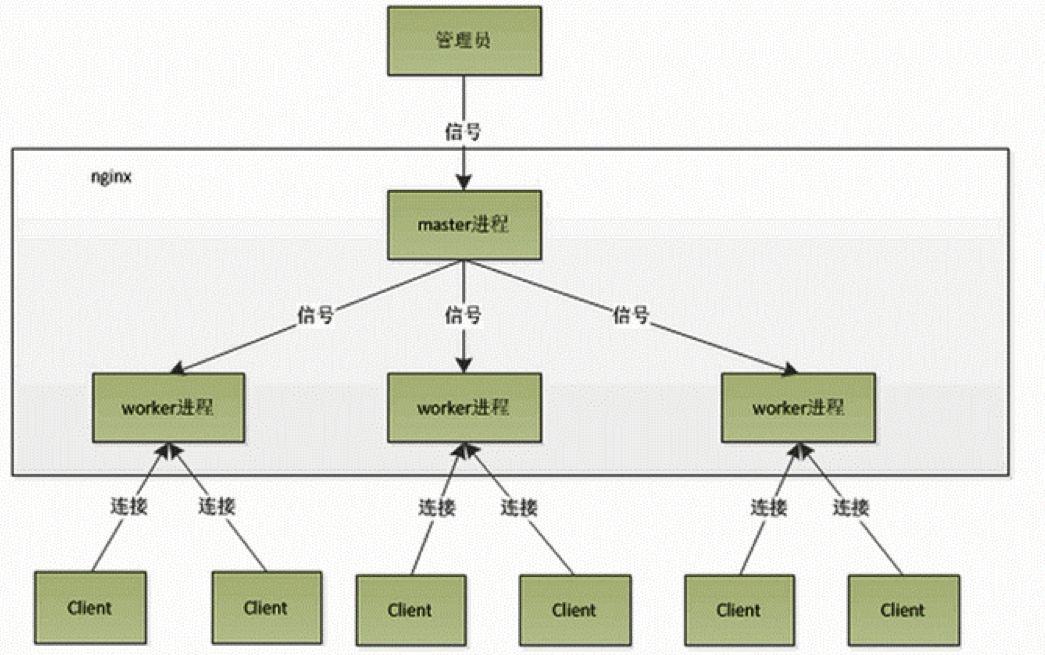 管理员
信号
nginx
master进程
信号
信号
信号
worker进程
worker进程
worker进程
连接
连接
连接
连接
连接
连接
Client
Client
Client
Client
Client
Client